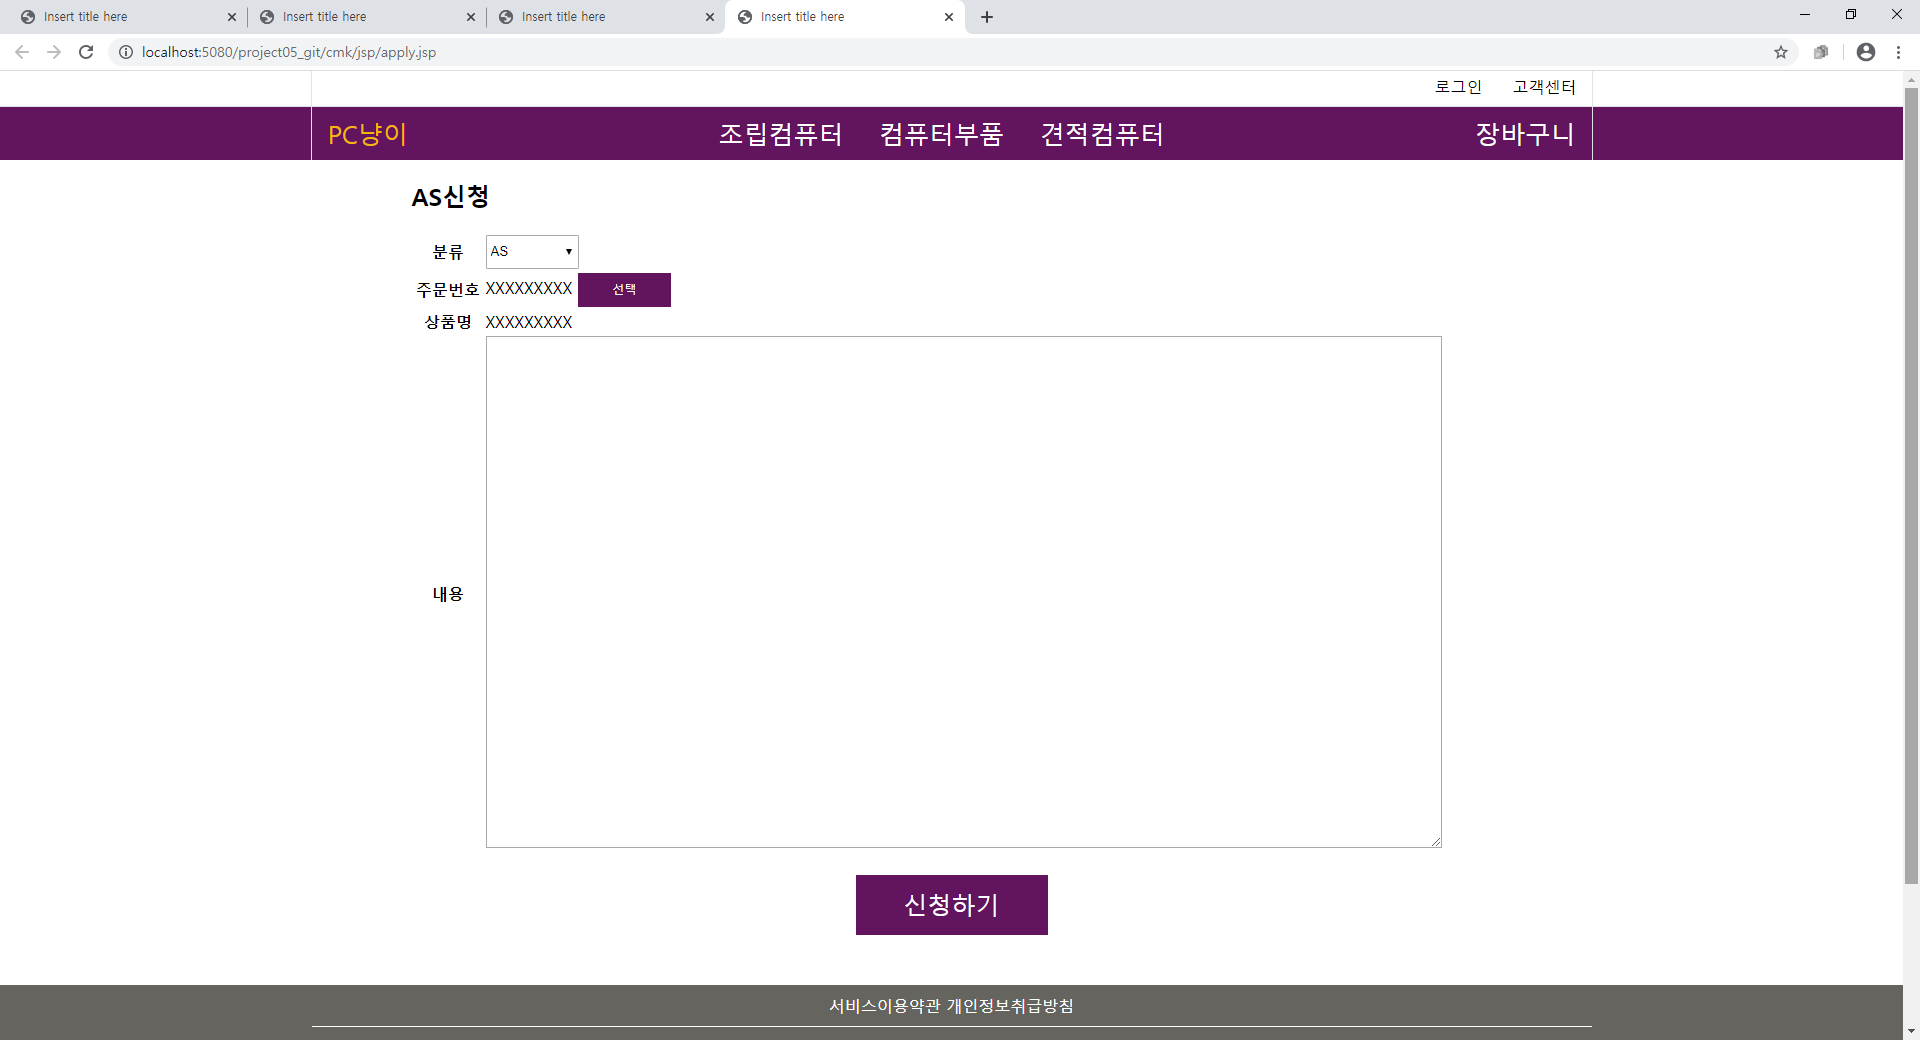 Insert title here
Insert title here
Insert title here
Insert title here
localhost:5080/project05_git/cmk/jsp/apply.jsp
로그인 고객센터
PC냥이 조립컴퓨터 컴퓨터부품 견적컴퓨터 장바구니
AS신청
분류 AS
주문번호 XXXXXXXXX 선택
상품명 XXXXXXXXX
내용
신청하기
서비스이용약관 개인정보취급방침